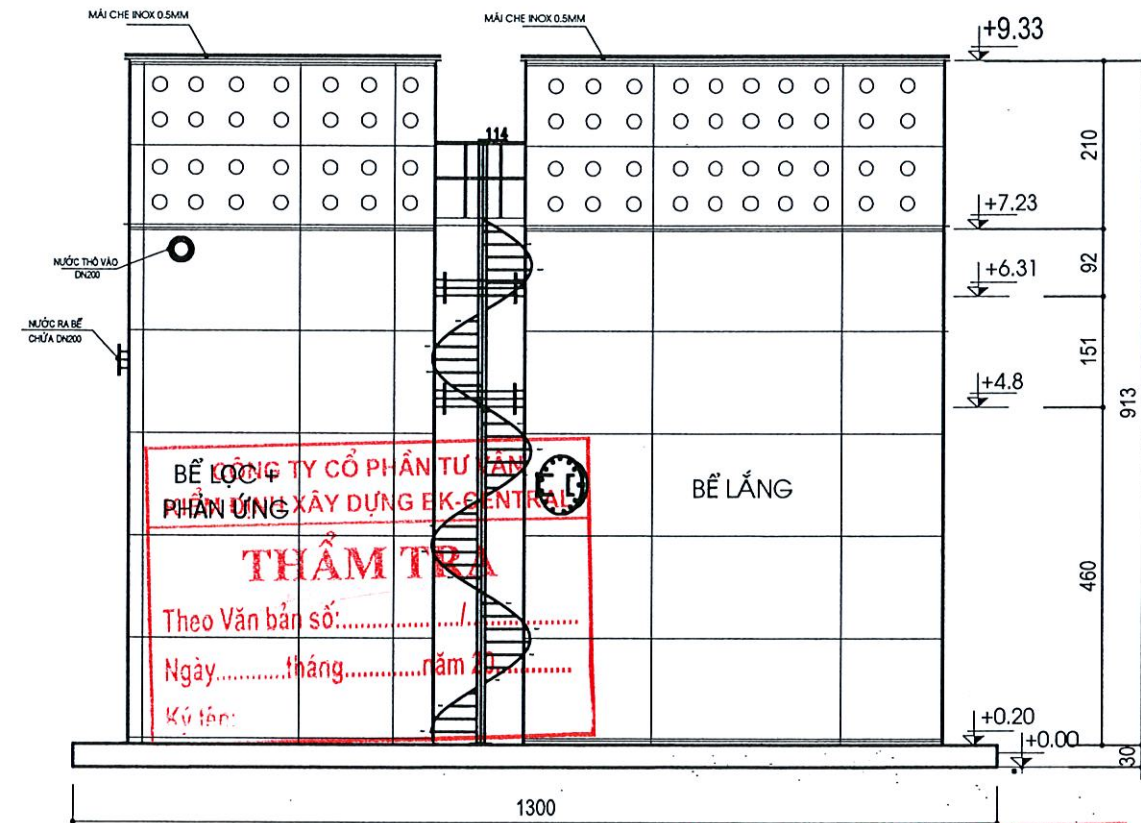 MÁI CHE INOX 0.5MM
MÁI CHE INOX 0.5MM
+9.33
114
210
+7.23
NƯỚC THÔ VÀO
DN200
92
+6.31
NƯỚC RA BỂ
CHỨA DN200
151
+4.8
913
BỂ LỌC +
PHẢN ỨNG
BỂ LẮNG
CÔNG TY CỔ PHẦN TƯ VẤN
KIỂM ĐỊNH XÂY DỰNG BK-CENTRAL
THẨM TRA
Theo Văn bản số:............/............
Ngày............tháng............năm 20............
Ký tên:
460
+0.20
+0.00
30
1300